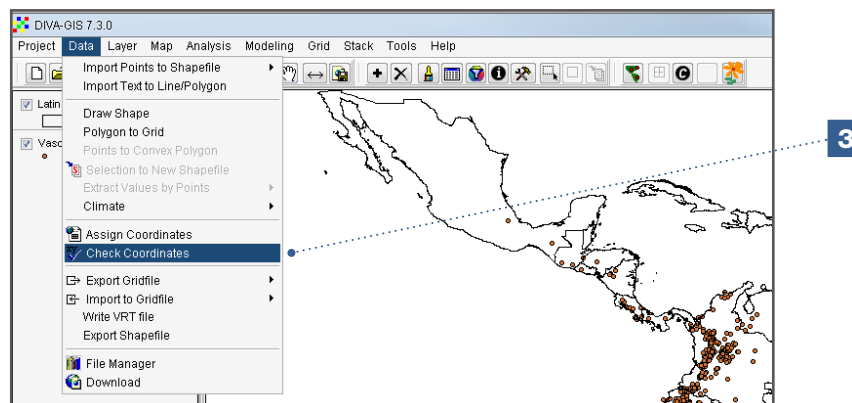 DIVA-GIS 7.3.0
Project Data Layer Map Analysis Modeling Grid Stack Tools Help
Import Points to Shapefile
Import Text to Line/Polygon
Latin
Draw Shape
Polygon to Grid
Vasc
Points to Convex Polygon
Selection to New Shapefile
Extract Values by Points
Climate
Assign Coordinates
Check Coordinates
Export Gridfile
Import to Gridfile
Write VRT file
Export Shapefile
File Manager
Download
3